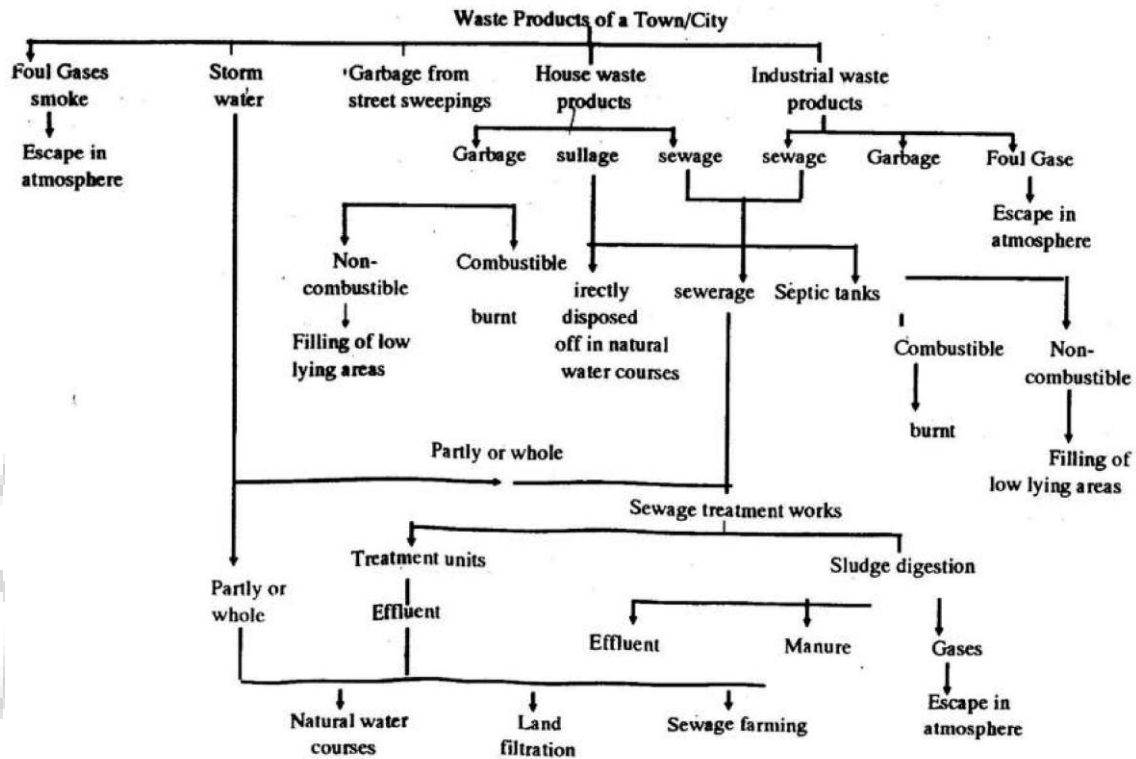 Waste Products of a Town/City
Foul Gases
smoke
Storm
water
Garbage from
street sweepings
House waste
products
Industrial waste
products
Escape in
atmosphere
Garbage
sullage
sewage
sewage
Garbage
Foul Gase
Escape in
atmosphere
Non-
combustible
Combustible
burnt
Filling of low
lying areas
irectly
disposed
off in natural
water courses
sewerage
Septic tanks
Combustible
burnt
Non-
combustible
Filling of
low lying areas
Partly or whole
Sewage treatment works
Treatment units
Sludge digestion
Partly or
whole
Effluent
Effluent
Manure
Gases
Natural water
courses
Land
filtration
Sewage farming
Escape in
atmosphere